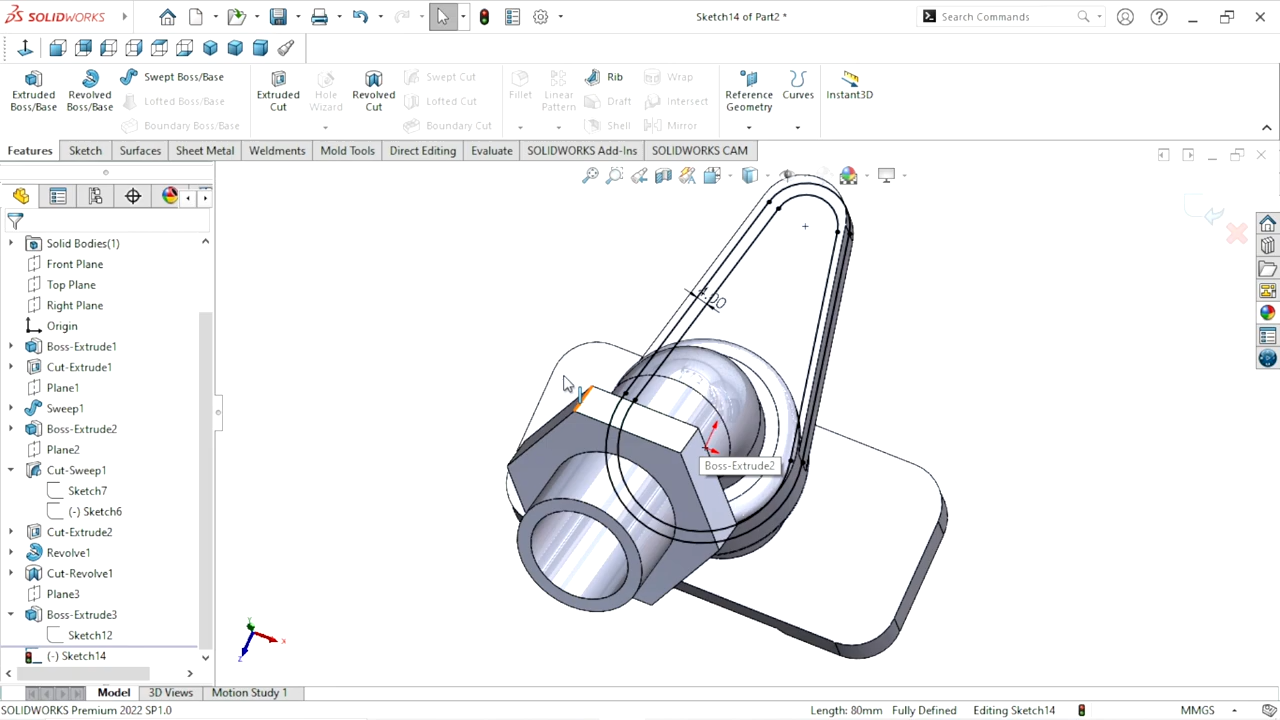 SOLIDWORKS
Sketch14 of Part2 *
Search Commands
Extruded Boss/Base
Revolved Boss/Base
Swept Boss/Base
Lofted Boss/Base
Boundary Boss/Base
Extruded Cut
Hole Wizard
Revolved Cut
Swept Cut
Lofted Cut
Boundary Cut
Fillet
Linear Pattern
Rib
Draft
Shell
Wrap
Intersect
Mirror
Reference Geometry
Curves
Instant3D
Features
Sketch
Surfaces
Sheet Metal
Weldments
Mold Tools
Direct Editing
Evaluate
SOLIDWORKS Add-Ins
SOLIDWORKS CAM
Solid Bodies(1)
Front Plane
Top Plane
Right Plane
Origin
Boss-Extrude1
Cut-Extrude1
Plane1
Sweep1
Boss-Extrude2
Plane2
Cut-Sweep1
Sketch7
(-) Sketch6
Cut-Extrude2
Revolve1
Cut-Revolve1
Plane3
Boss-Extrude3
Sketch12
(-) Sketch14
Boss-Extrude2
Y
X
Z
Model
3D Views
Motion Study 1
SOLIDWORKS Premium 2022 SP1.0
Length: 80mm
Fully Defined
Editing Sketch14
MMGS